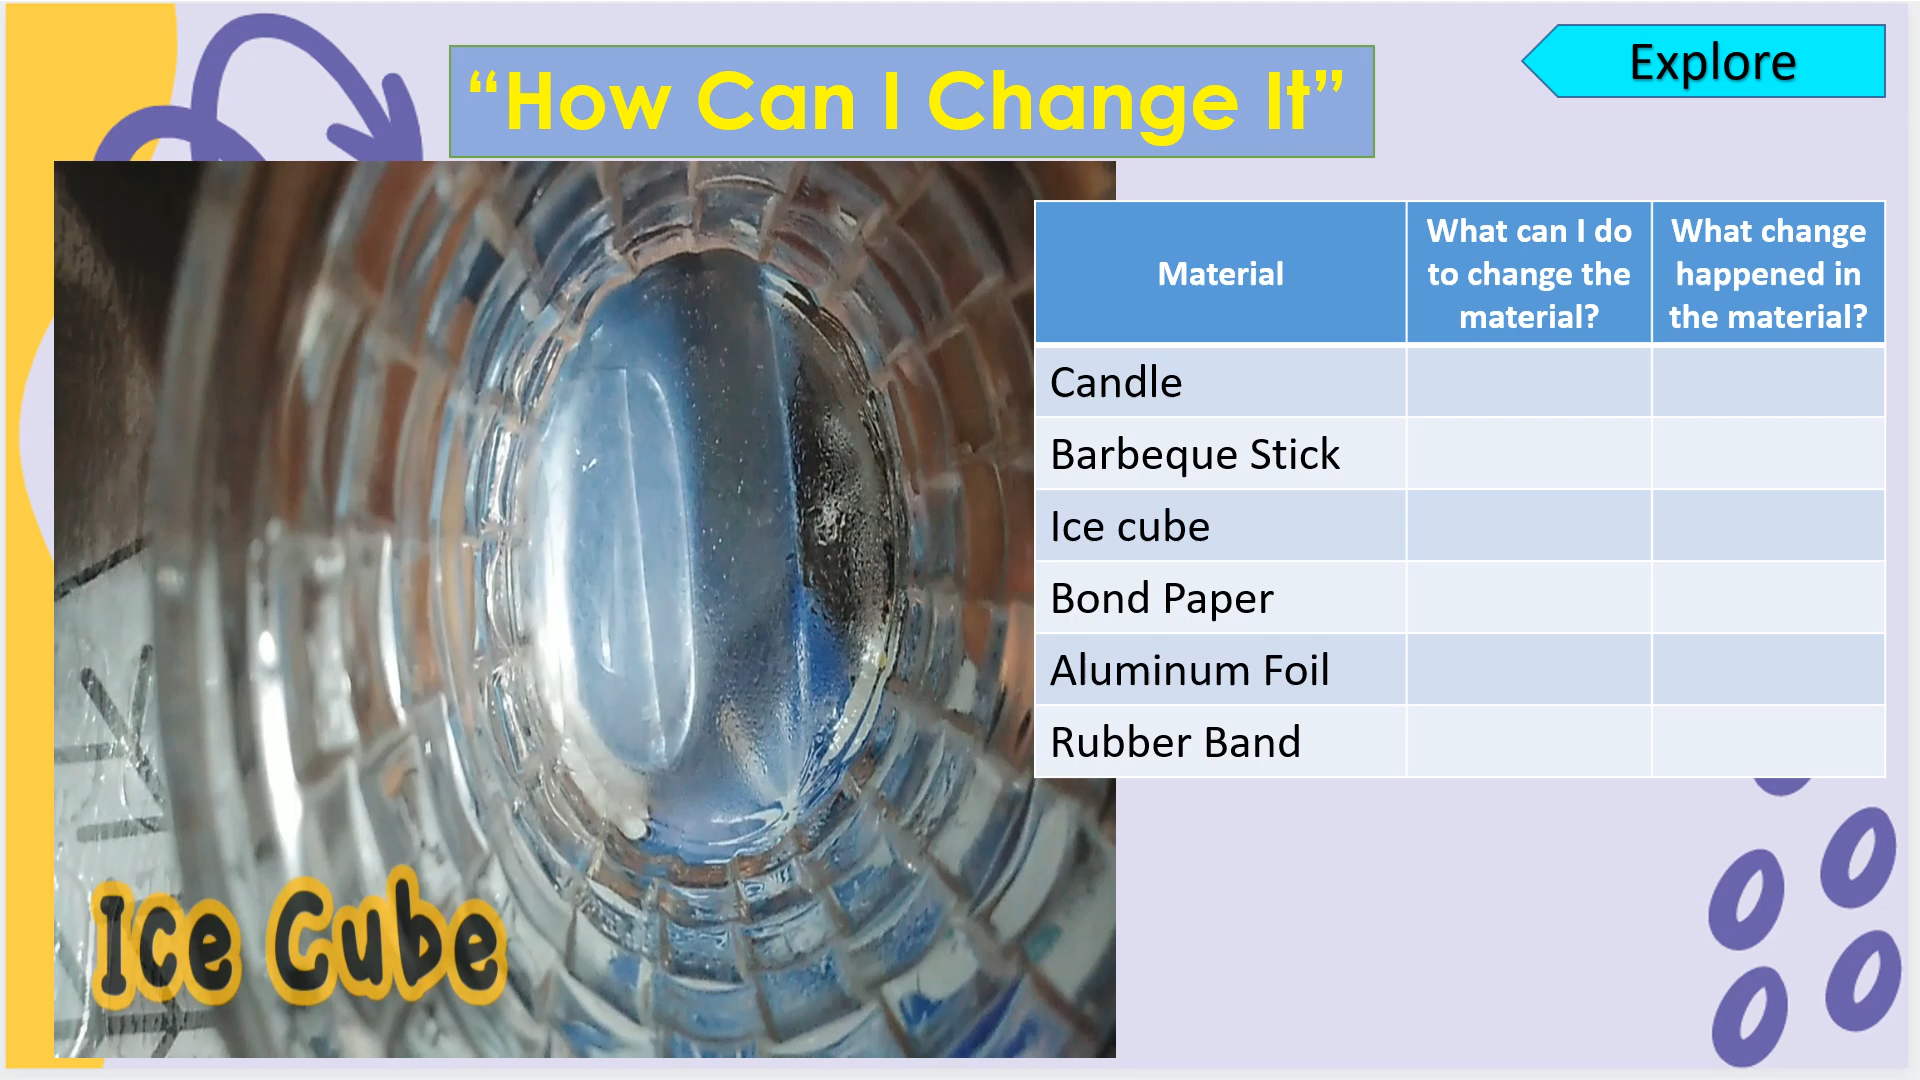 Explore
“How Can I Change It”
Material
What can I do
to change the
material?
What change
happened in
the material?
Candle
Barbeque Stick
Ice cube
Bond Paper
Aluminum Foil
Rubber Band
Ice Cube